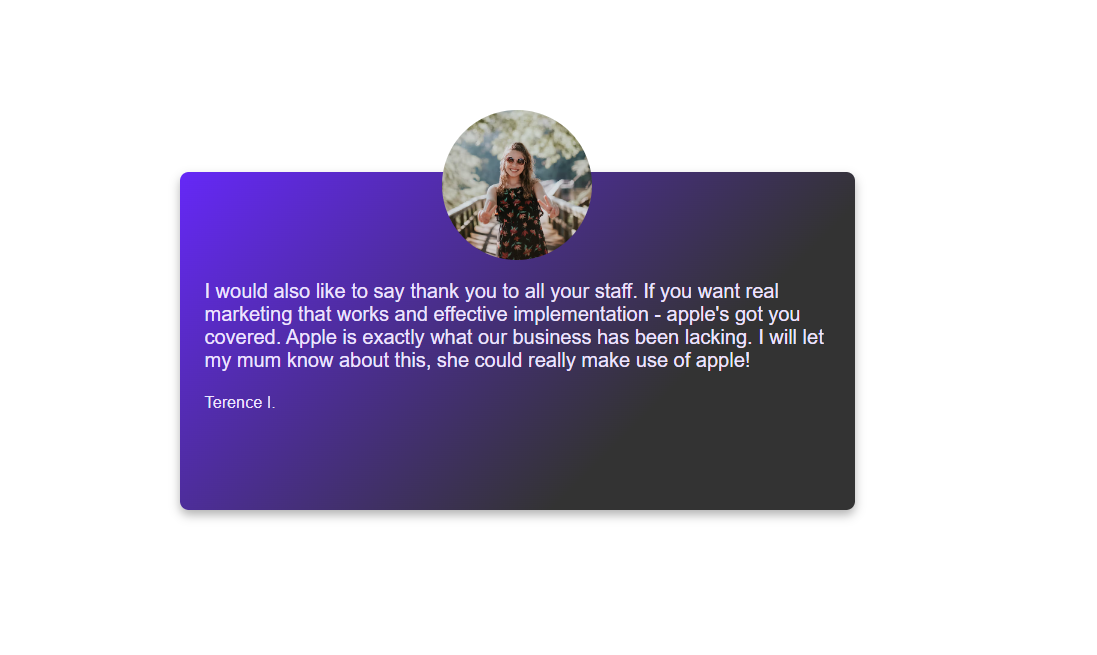 I would also like to say thank you to all your staff. If you want real
marketing that works and effective implementation - apple's got you
covered. Apple is exactly what our business has been lacking. I will let
my mum know about this, she could really make use of apple!
Terence I.